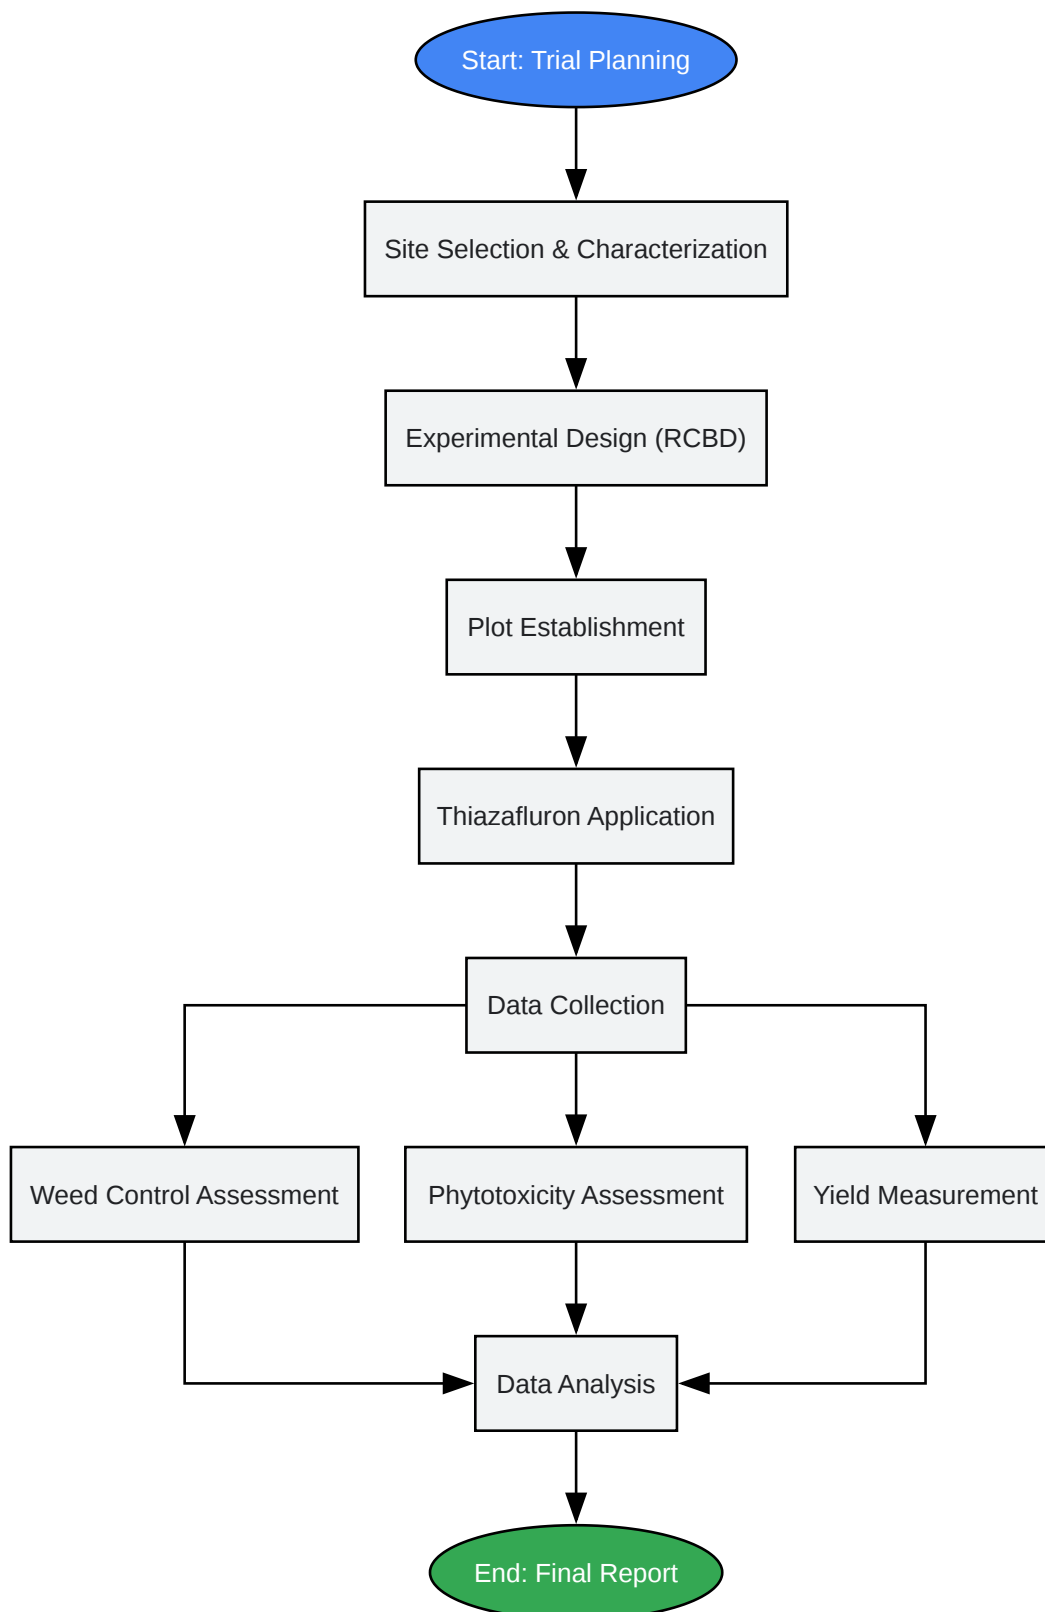 Start: Trial Planning
Site Selection & Characterization
Experimental Design (RCBD)
Plot Establishment
Thiazafluron Application
Data Collection
Weed Control Assessment
Phytotoxicity Assessment
Yield Measurement
Data Analysis
End: Final Report